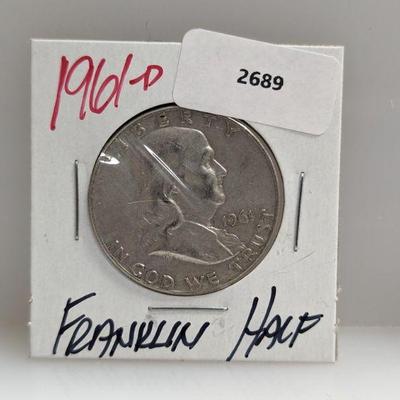 1961-D
2689
LIBERTY
1961
IN GOD WE TRUST
FRANKLIN HALF